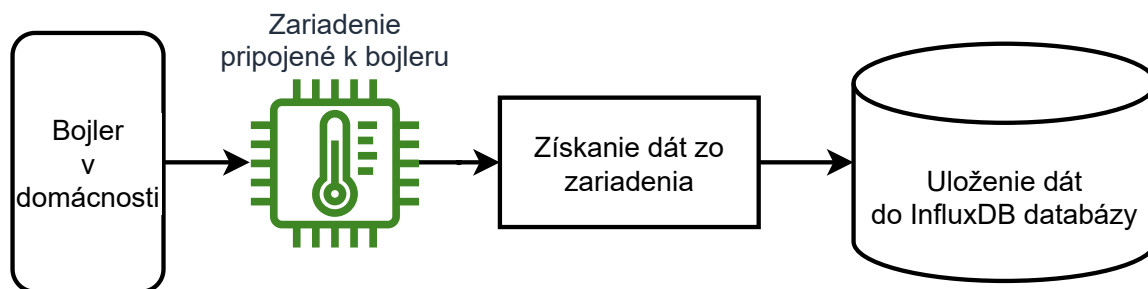 Bojler
v
domácnosti
Zariadenie
pripojené k bojleru
Získanie dát zo
zariadenia
Uloženie dát
do InfluxDB databázy